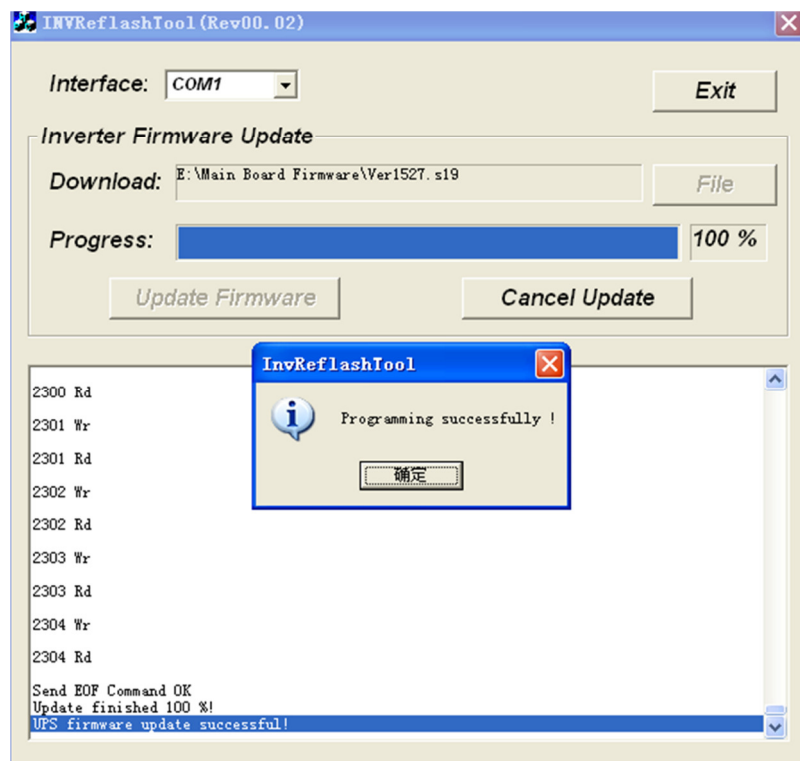 INVReflashTool(Rev00.02)
Interface: COM1
Exit
Inverter Firmware Update
Download: E:\Main Board Firmware\Ver1527.s19
File
Progress: 100 %
Update Firmware Cancel Update
InvReflashTool
Programming successfully !
确定
2300 Rd
2301 Wr
2301 Rd
2302 Wr
2302 Rd
2303 Wr
2303 Rd
2304 Wr
2304 Rd
Send EOF Command OK
Update finished 100 %!
UPS firmware update successful!